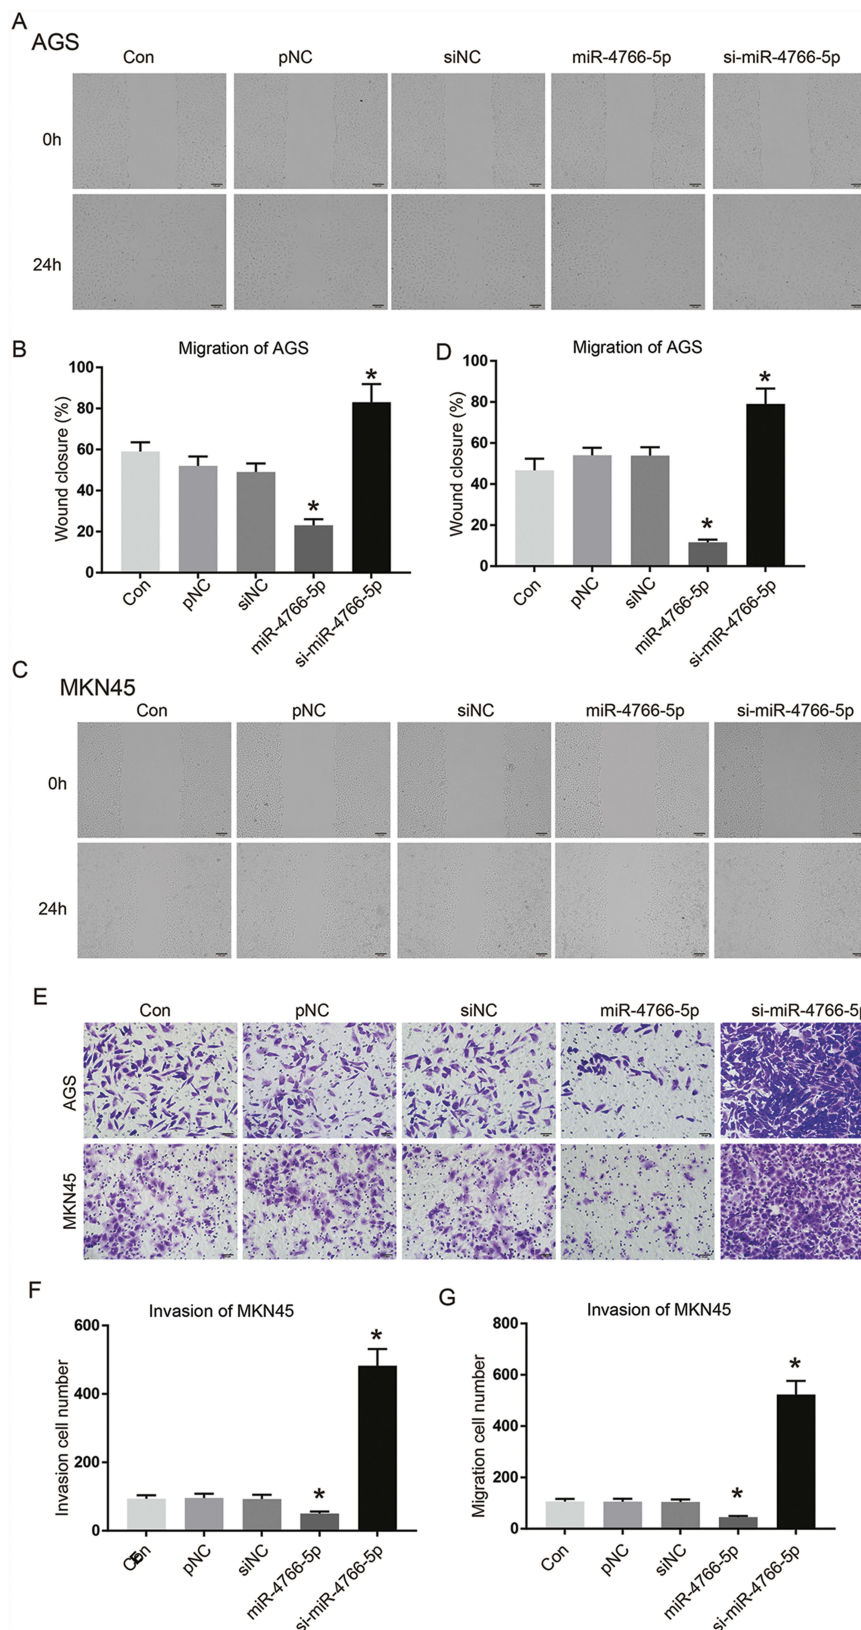 A
AGS
Con pNC siNC miR-4766-5p si-miR-4766-5p
0h
24h
B
Migration of AGS
Wound closure (%)
100
80
60
40
20
0
Con pNC siNC miR-4766-5p si-miR-4766-5p
D
Migration of AGS
Wound closure (%)
100
80
60
40
20
0
Con pNC siNC miR-4766-5p si-miR-4766-5p
*
*
*
*
C
MKN45
Con pNC siNC miR-4766-5p si-miR-4766-5p
0h
24h
E
Con pNC siNC miR-4766-5p si-miR-4766-5p
AGS
MKN45
F
Invasion of MKN45
Invasion cell number
600
400
200
0
pNC siNC miR-4766-5p si-miR-4766-5p
*
*
G
Invasion of MKN45
Migration cell number
800
600
400
200
0
Con pNC siNC miR-4766-5p si-miR-4766-5p
*
*